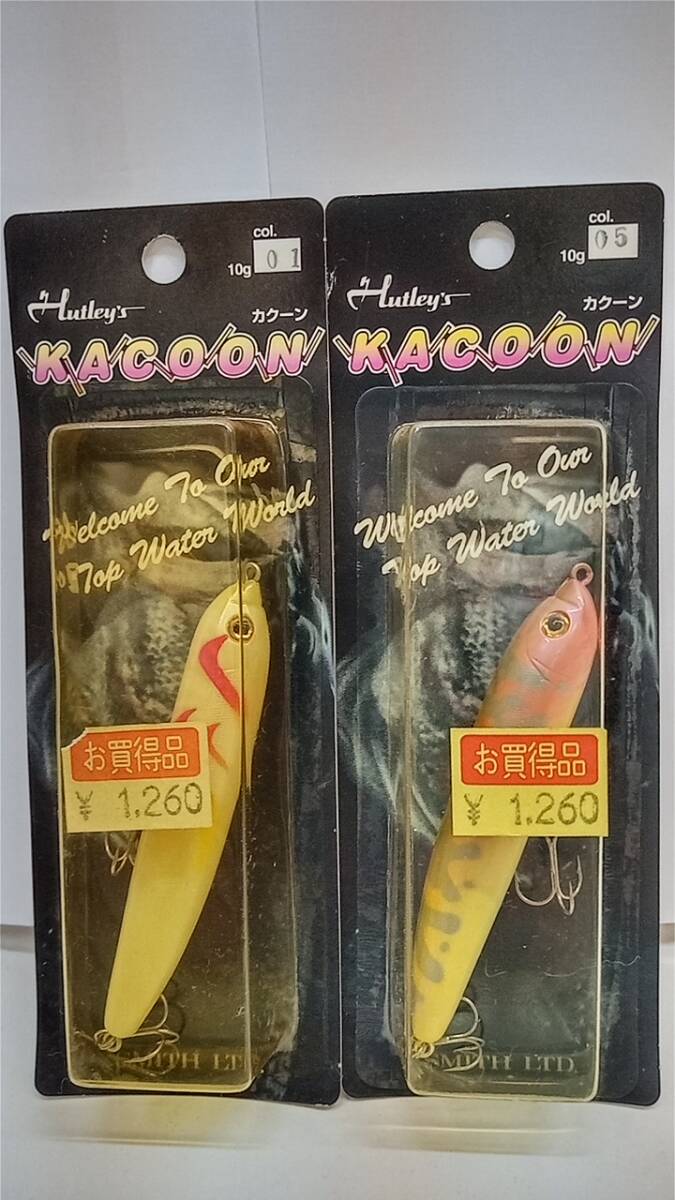 col.
10g 01
Hutley's
カクーン
KACOON
Welcome To Our
Top Water World
お買得品
¥ 1,260
SMITH LTD.
col.
10g 05
Hutley's
カクーン
KACOON
Welcome To Our
Top Water World
お買得品
¥ 1,260
SMITH LTD.